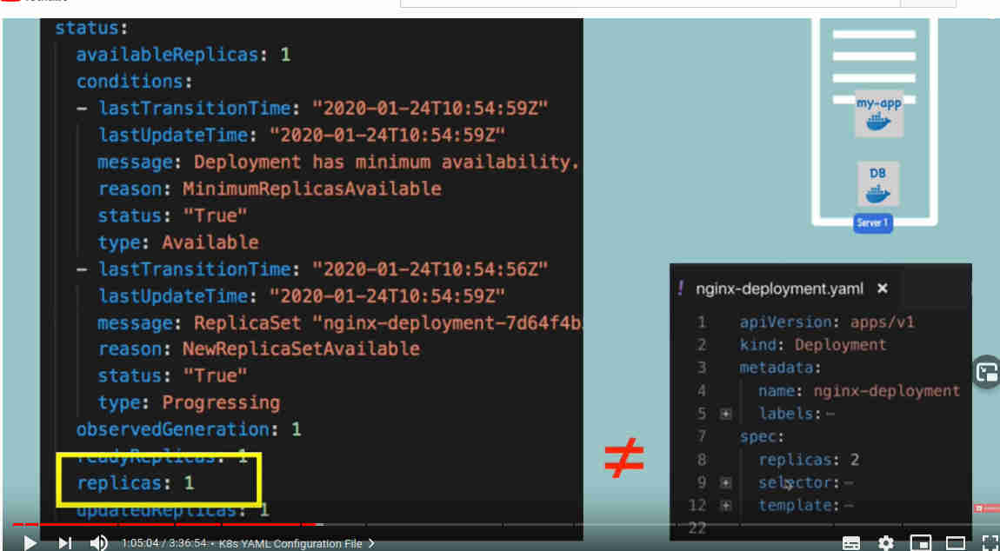 status:
availableReplicas: 1
conditions:
- lastTransitionTime: "2020-01-24T10:54:59Z"
lastUpdateTime: "2020-01-24T10:54:59Z"
message: Deployment has minimum availability.
reason: MinimumReplicasAvailable
status: "True"
type: Available
- lastTransitionTime: "2020-01-24T10:54:56Z"
lastUpdateTime: "2020-01-24T10:54:59Z"
message: ReplicaSet "nginx-deployment-7d64f4b
reason: NewReplicaSetAvailable
status: "True"
type: Progressing
observedGeneration: 1
readyReplicas: 1
replicas: 1
updatedReplicas: 1
my-app
DB
Server 1
≠
! nginx-deployment.yaml ×
1 apiVersion: apps/v1
2 kind: Deployment
3 metadata:
4 name: nginx-deployment
5 labels:
7 spec:
8 replicas: 2
9 selector:
12 template:
22
1:05:04 / 3:36:54 • K8s YAML Configuration File >